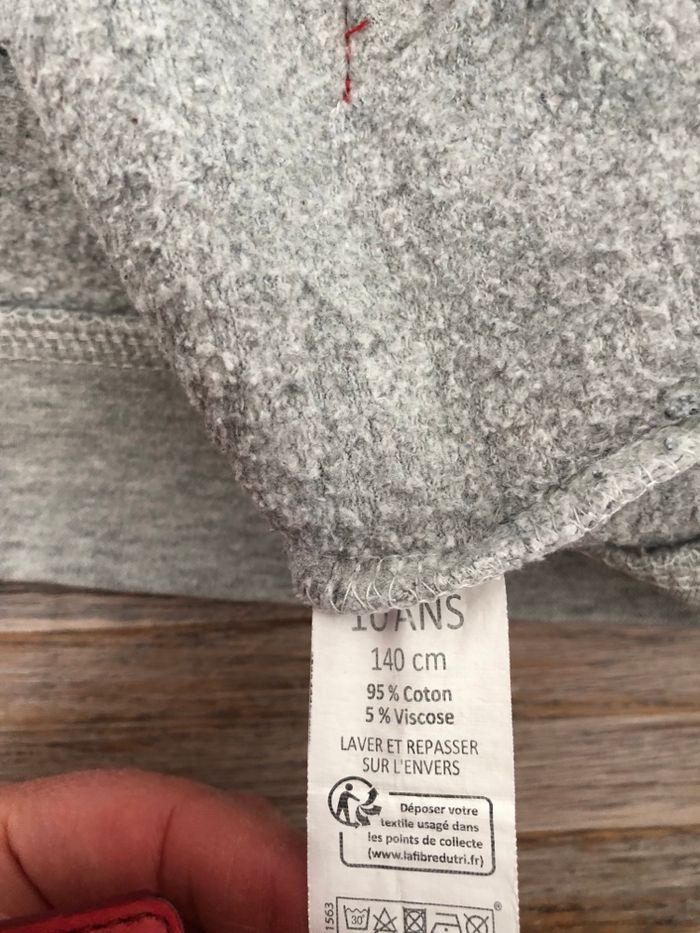 10ANS
140 cm
95 % Coton
5 % Viscose
LAVER ET REPASSER
SUR L'ENVERS
Déposer votre
textile usagé dans
les points de collecte
(www.lafibredutri.fr)
1563
30°
®